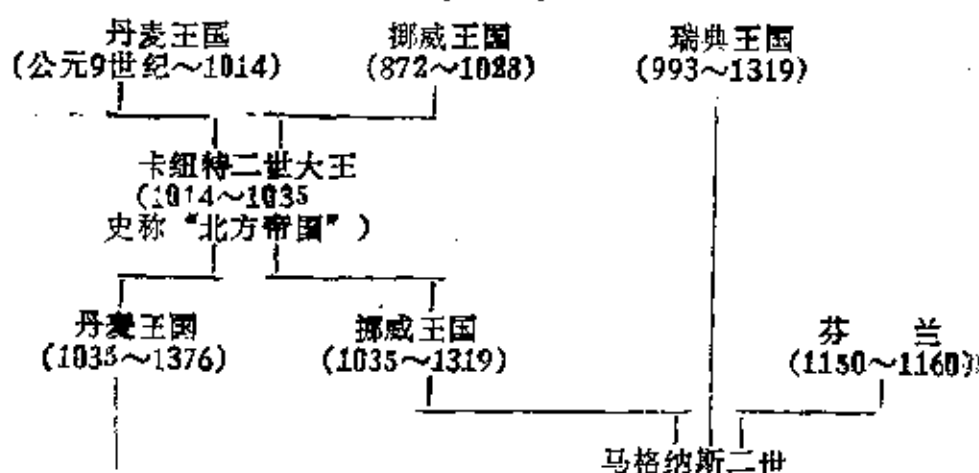 丹麦王国 挪威王国 瑞典王国
(公元9世纪～1014) (872～1028) (993～1319)
卡纽特二世大王
(1014～1035
史称“北方帝国”)
丹麦王国 挪威王国 芬 兰
(1035～1376) (1035～1319) (1150～1160)
马格纳斯二世